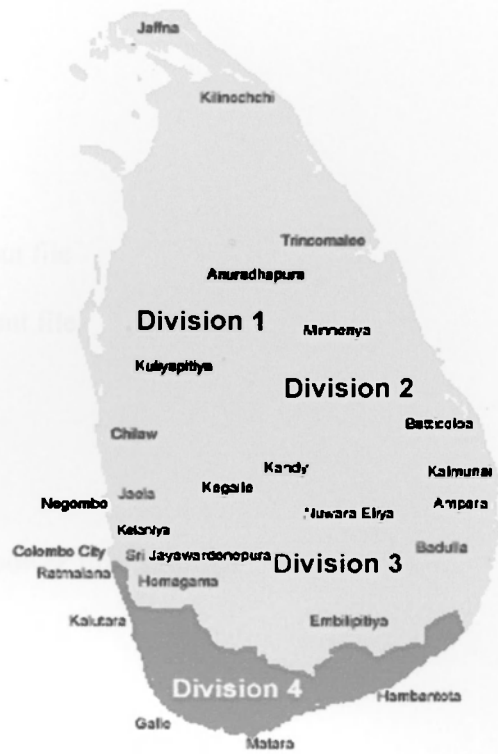 Jaffna
Kilinochchi
Trincomalee
Anuradhapura
Division 1
Minneriya
Kuliyapitiya
Division 2
Batticoloa
Chilaw
Kandy
Kalmunai
Kegalle
Jaela
Negombo
Ampara
Nuwara Eliya
Kelaniya
Badulla
Colombo City
Sri Jayawardenepura
Division 3
Ratmalana
Homagama
Kalutara
Embilipitiya
Division 4
Hambantota
Galle
Matara